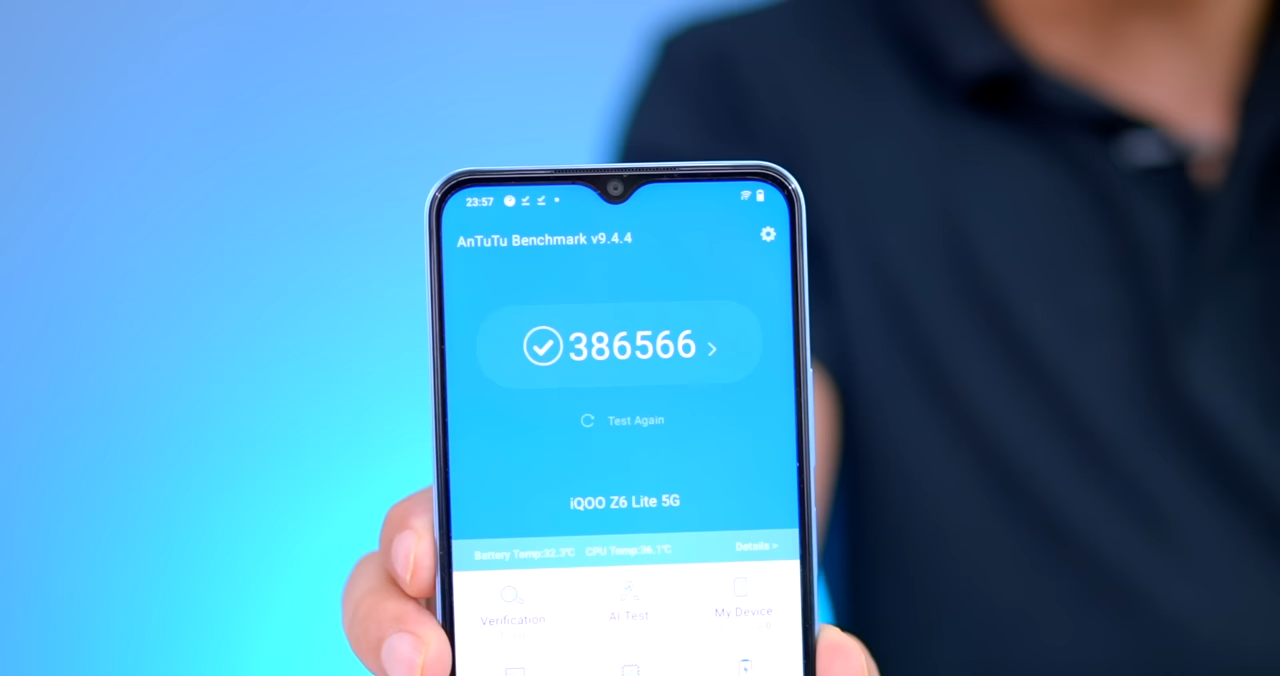 23:57
AnTuTu Benchmark v9.4.4
386566 >
Test Again
iQOO Z6 Lite 5G
Battery Temp:32.3℃ CPU Temp:36.1℃ Details >
Verification AI Test My Device